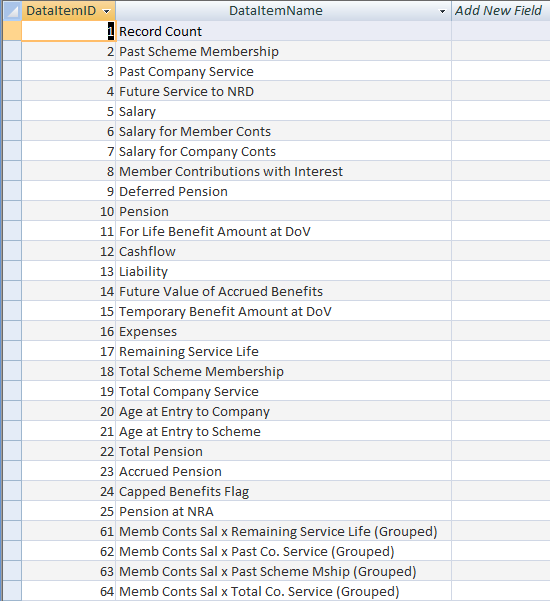 DataItemID DataItemName Add New Field
1 Record Count
2 Past Scheme Membership
3 Past Company Service
4 Future Service to NRD
5 Salary
6 Salary for Member Conts
7 Salary for Company Conts
8 Member Contributions with Interest
9 Deferred Pension
10 Pension
11 For Life Benefit Amount at DoV
12 Cashflow
13 Liability
14 Future Value of Accrued Benefits
15 Temporary Benefit Amount at DoV
16 Expenses
17 Remaining Service Life
18 Total Scheme Membership
19 Total Company Service
20 Age at Entry to Company
21 Age at Entry to Scheme
22 Total Pension
23 Accrued Pension
24 Capped Benefits Flag
25 Pension at NRA
61 Memb Conts Sal x Remaining Service Life (Grouped)
62 Memb Conts Sal x Past Co. Service (Grouped)
63 Memb Conts Sal x Past Scheme Mship (Grouped)
64 Memb Conts Sal x Total Co. Service (Grouped)